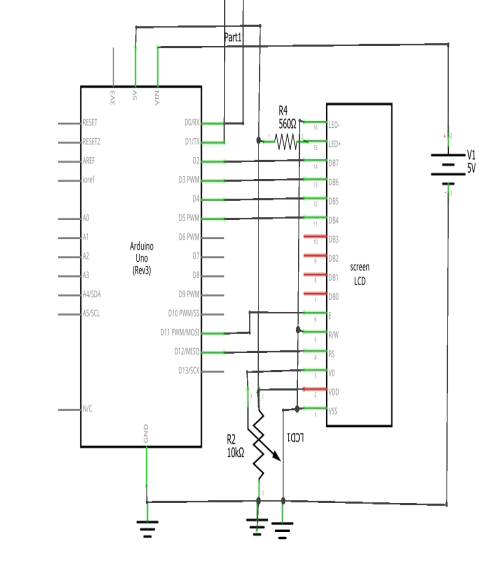 Part1
3V3
5V
VIN
RESET
RESET2
AREF
ioref
A0
A1
A2
A3
A4/SDA
A5/SCL
N/C
GND
Arduino
Uno
(Rev3)
D0/RX
D1/TX
D2
D3 PWM
D4
D5 PWM
D6 PWM
D7
D8
D9 PWM
D10 PWM/SS
D11 PWM/MOSI
D12/MISO
D13/SCK
R4
560Ω
LED-
LED+
DB7
DB6
DB5
DB4
DB3
DB2
DB1
DB0
E
R/W
RS
V0
VDD
VSS
screen
LCD
LCD1
R2
10kΩ
V1
5V